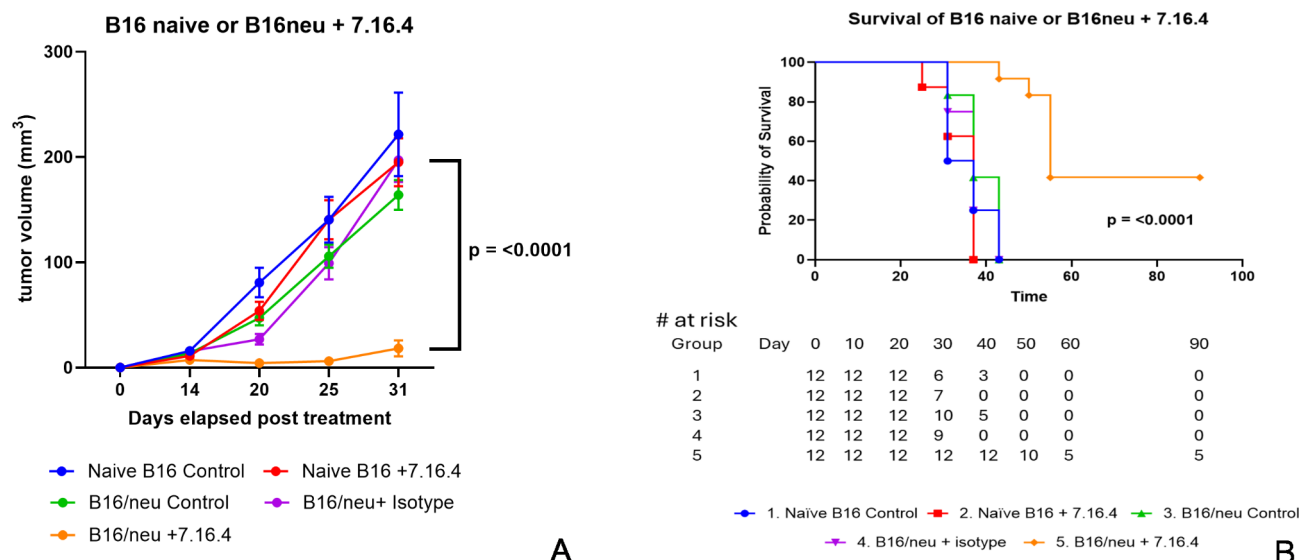 B16 naive or B16neu + 7.16.4
300
200
100
0
tumor volume (mm³)
0 14 20 25 31
Days elapsed post treatment
p = <0.0001
Naive B16 Control Naive B16 +7.16.4
B16/neu Control B16/neu+ Isotype
B16/neu +7.16.4
A
Survival of B16 naive or B16neu + 7.16.4
100
80
60
40
20
0
Probability of Survival
p = <0.0001
0 20 40 60 80 100
Time
# at risk
Group Day 0 10 20 30 40 50 60 90
1 12 12 12 6 3 0 0 0
2 12 12 12 7 0 0 0
3 12 12 12 10 5 0 0 0
4 12 12 12 9 0 0 0 0
5 12 12 12 12 12 10 5 5
1. Naïve B16 Control 2. Naïve B16 + 7.16.4 3. B16/neu Control
4. B16/neu + isotype 5. B16/neu + 7.16.4
B